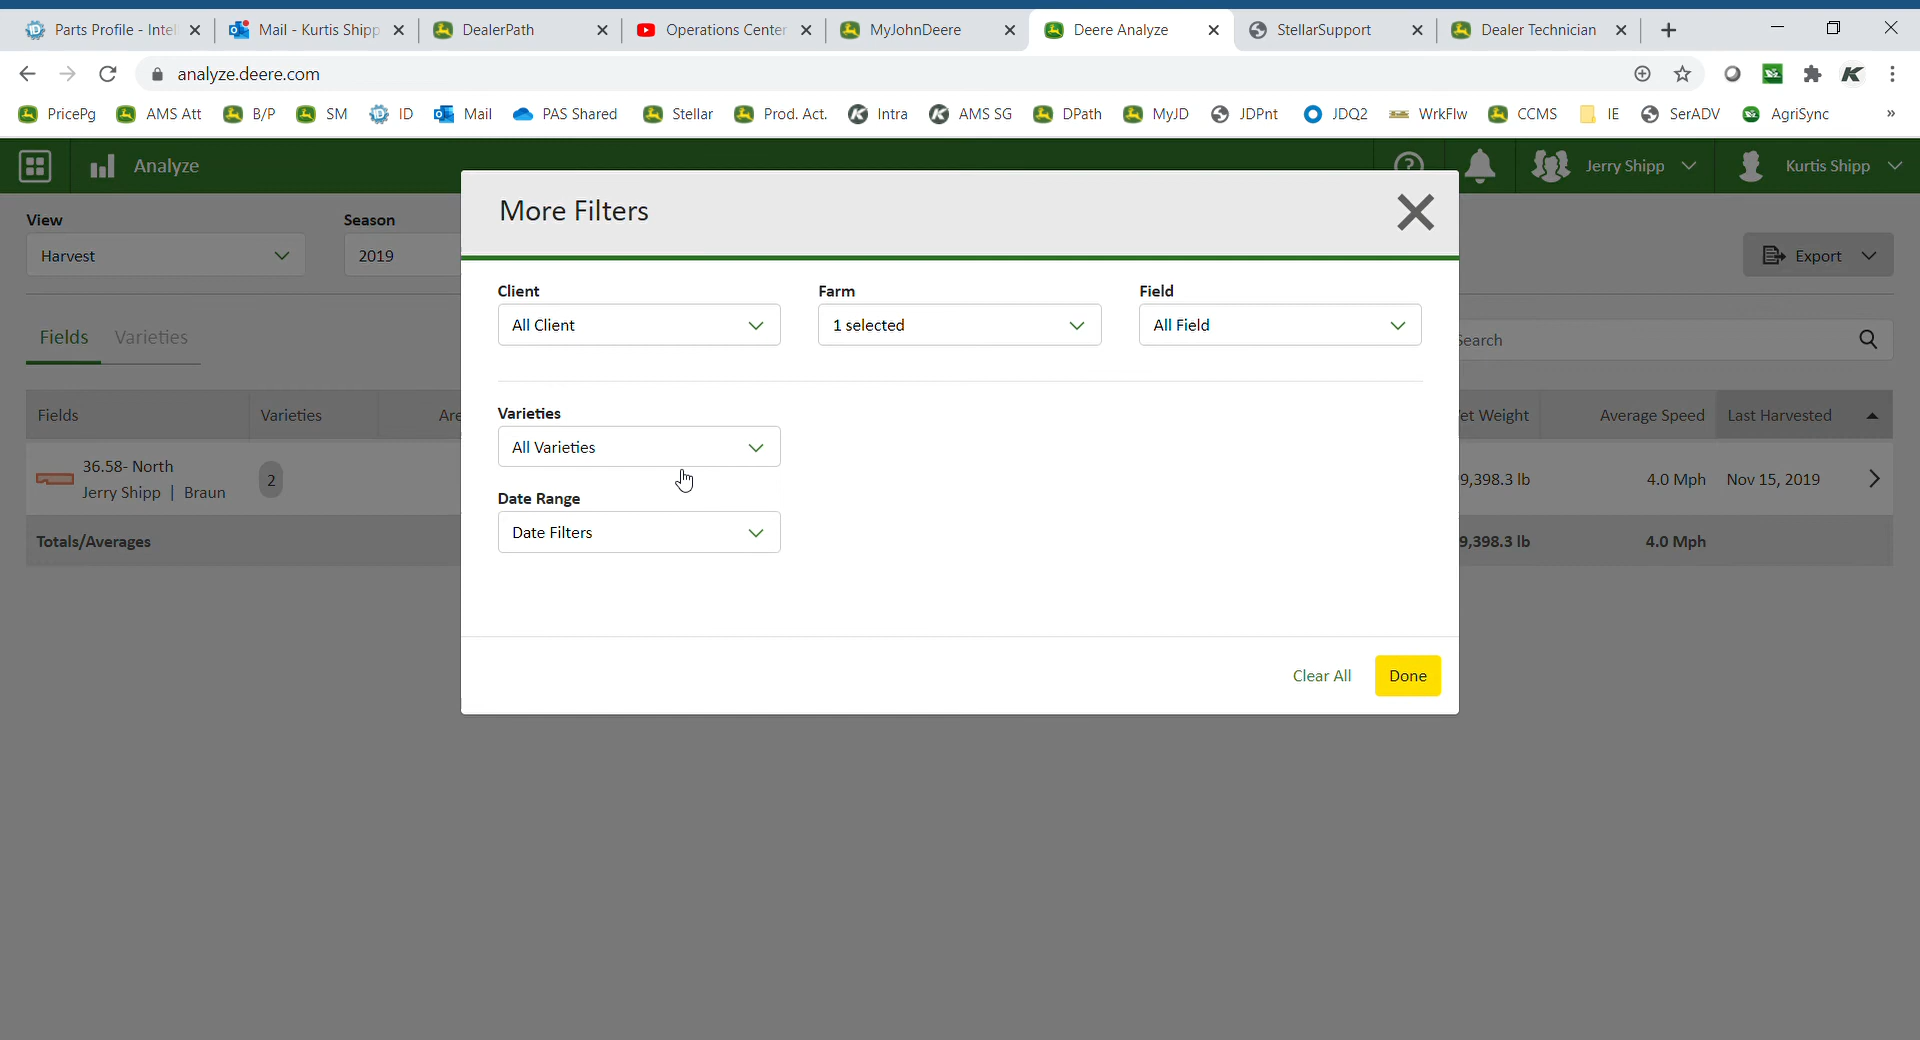 Parts Profile - Intel
Mail - Kurtis Shipp
DealerPath
Operations Center
MyJohnDeere
Deere Analyze
StellarSupport
Dealer Technician
analyze.deere.com
PricePg
AMS Att
B/P
SM
ID
Mail
PAS Shared
Stellar
Prod. Act.
Intra
AMS SG
DPath
MyJD
JDPnt
JDQ2
WrkFlw
CCMS
IE
SerADV
AgriSync
»
Analyze
Jerry Shipp
Kurtis Shipp
View
Season
Harvest
2019
Export
More Filters
Client
Farm
Field
All Client
1 selected
All Field
Varieties
All Varieties
Date Range
Date Filters
Clear All
Done
Fields
Varieties
Search
Fields
Varieties
Average Speed
Last Harvested
36.58- North
Jerry Shipp | Braun
2
9,398.3 lb
4.0 Mph
Nov 15, 2019
Totals/Averages
9,398.3 lb
4.0 Mph